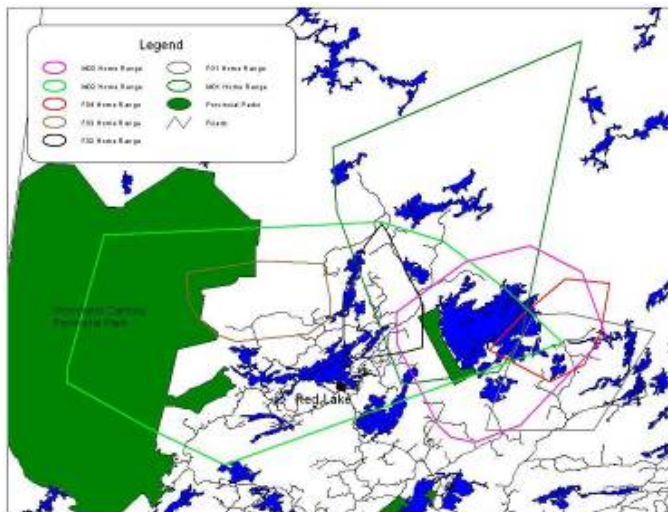 Legend
M03 Home Range
M02 Home Range
F04 Home Range
F03 Home Range
F02 Home Range
F01 Home Range
M01 Home Range
Provincial Parks
Roads
Woodland Caribou
Provincial Park
Red Lake